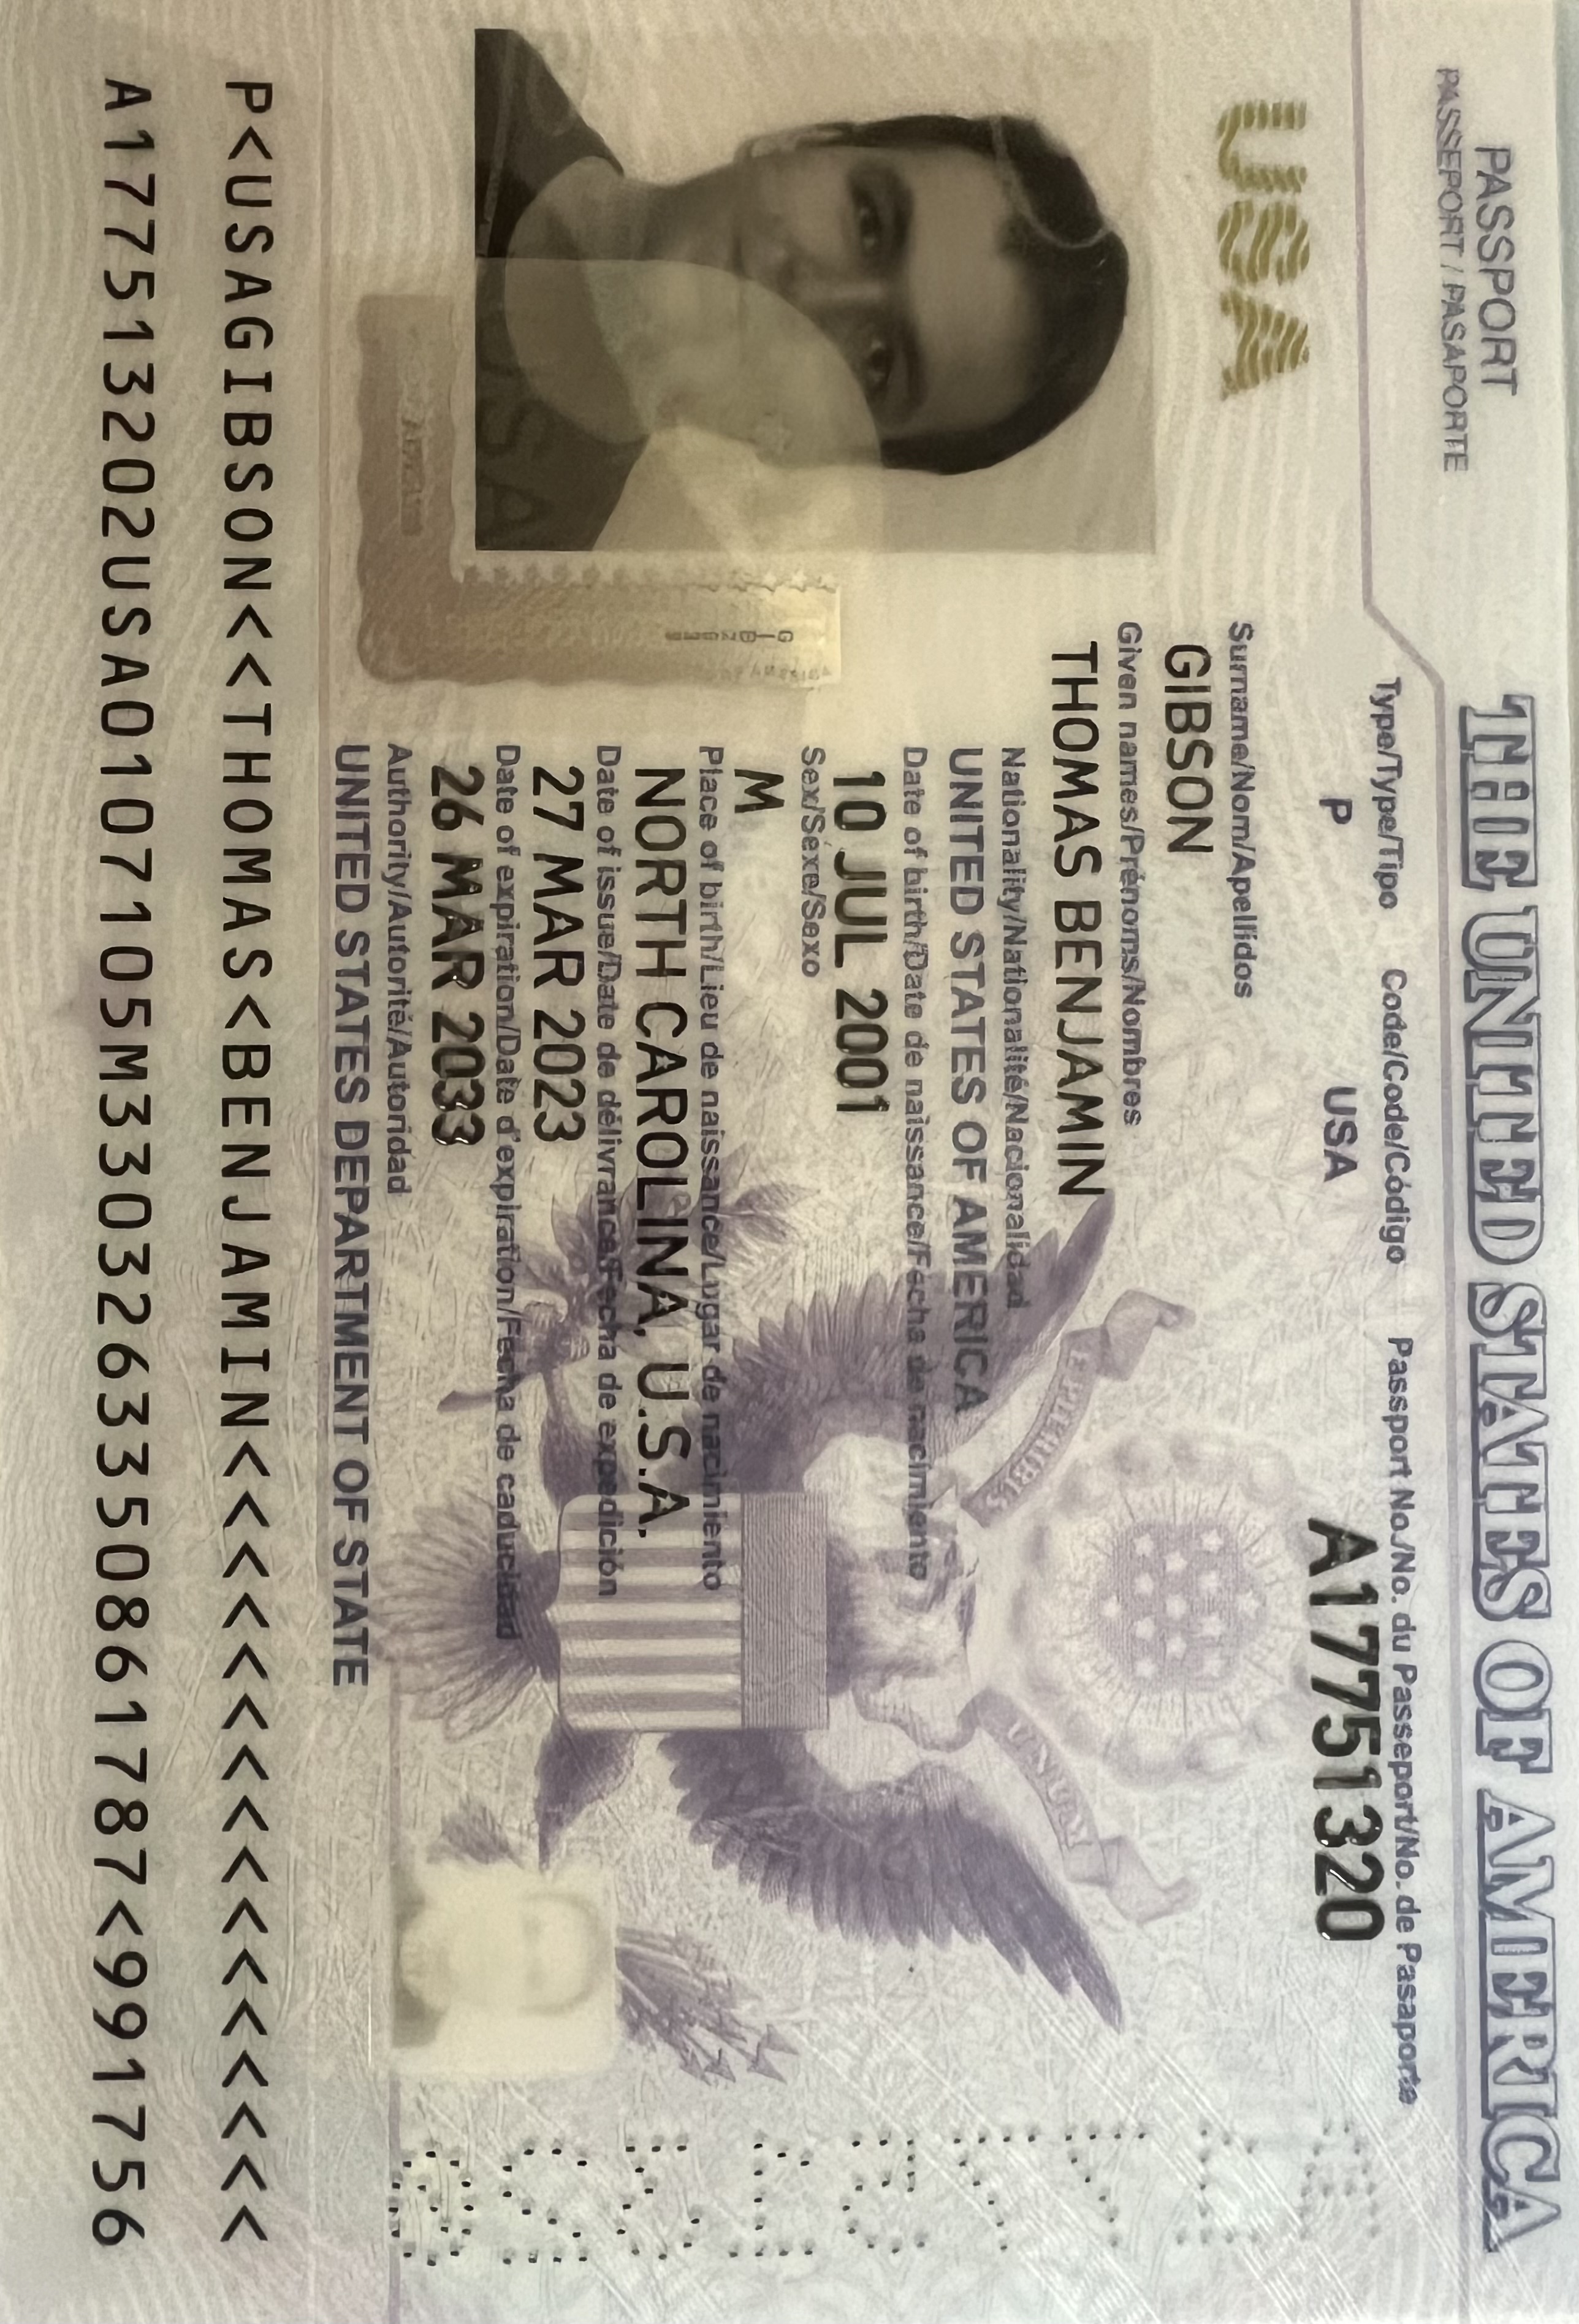 THE UNITED STATES OF AMERICA
PASSPORT
PASSEPORT / PASAPORTE
Type/Type/Tipo Code/Code/Código Passport No./No. du Passeport/No. de Pasaporte
P USA A17751320
USA
Surname/Nom/Apellidos
GIBSON
Given names/Prénoms/Nombres
THOMAS BENJAMIN
Nationality/Nationalité/Nacionalidad
UNITED STATES OF AMERICA
Date of birth/Date de naissance/Fecha de nacimiento
10 JUL 2001
Sex/Sexe/Sexo
M
Place of birth/Lieu de naissance/Lugar de nacimiento
NORTH CAROLINA, U.S.A.
Date of issue/Date de délivrance/Fecha de expedición
27 MAR 2023
Date of expiration/Date d'expiration/Fecha de caducidad
26 MAR 2033
Authority/Autorité/Autoridad
UNITED STATES DEPARTMENT OF STATE
P<USAGIBSON<<THOMAS<BENJAMIN<<<<<<<<<<<<<<<<
A177513202USA0107105M3303263350861787<991756